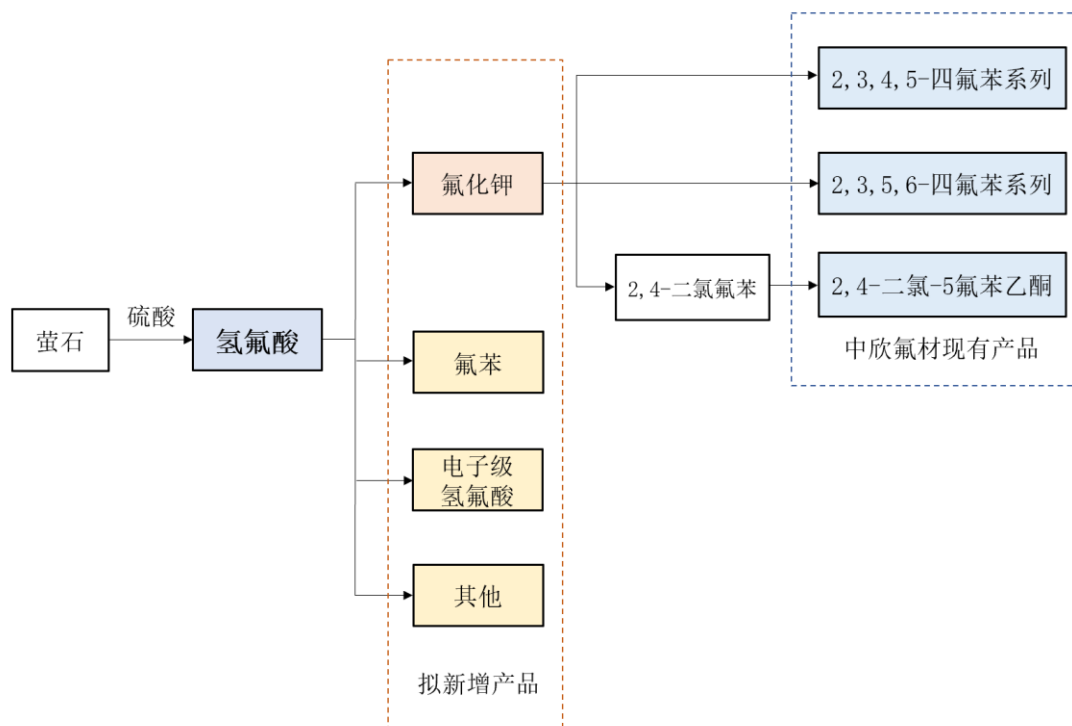 2,3,4,5-四氟苯系列
氟化钾
2,3,5,6-四氟苯系列
2,4-二氯氟苯
2,4-二氯-5氟苯乙酮
中欣氟材现有产品
萤石
硫酸
氢氟酸
氟苯
电子级
氢氟酸
其他
拟新增产品